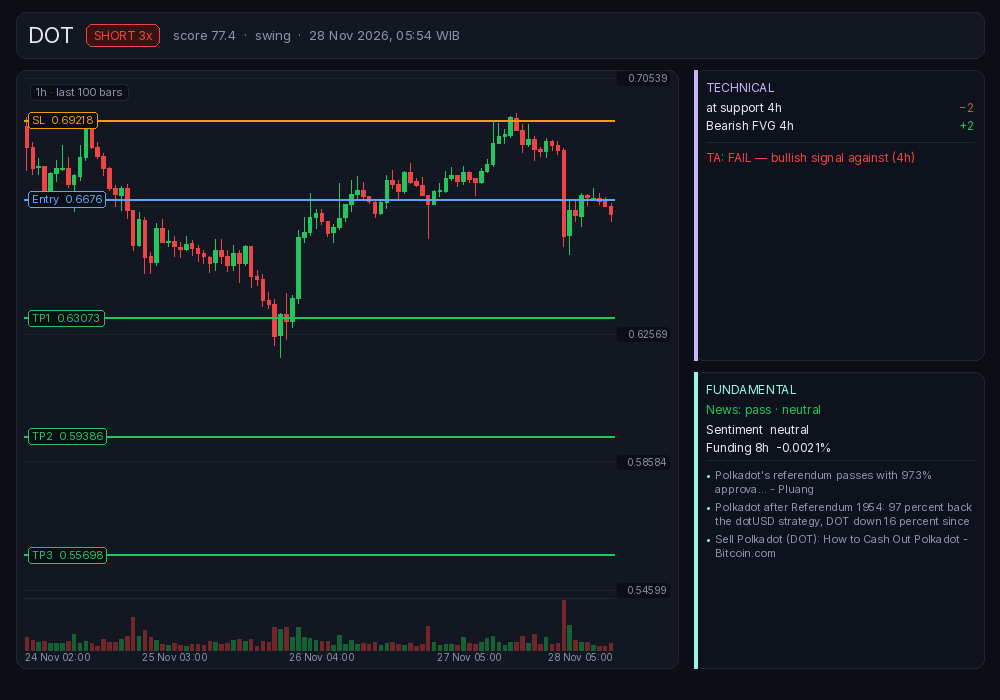 DOT SHORT 3x score 77.4 · swing · 28 Nov 2026, 05:54 WIB
1h · last 100 bars
0.70539
SL 0.69218
Entry 0.6676
TP1 0.63073
0.62569
TP2 0.59386
0.58584
TP3 0.55698
0.54599
24 Nov 02:00 25 Nov 03:00 26 Nov 04:00 27 Nov 05:00 28 Nov 05:00
TECHNICAL
at support 4h −2
Bearish FVG 4h +2
TA: FAIL — bullish signal against (4h)
FUNDAMENTAL
News: pass · neutral
Sentiment neutral
Funding 8h -0.0021%
• Polkadot's referendum passes with 97.3%
approva... - Pluang
• Polkadot after Referendum 1954: 97 percent back
the dotUSD strategy, DOT down 16 percent since
• Sell Polkadot (DOT): How to Cash Out Polkadot -
Bitcoin.com